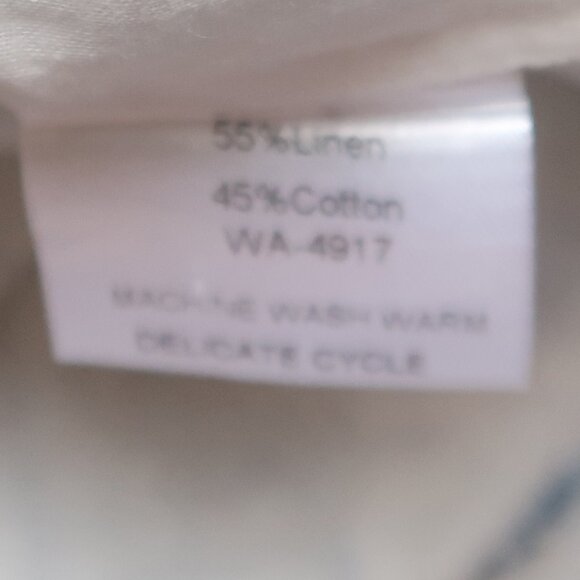 55%Linen
45%Cotton
WA-4917
MACHINE WASH WARM
DELICATE CYCLE